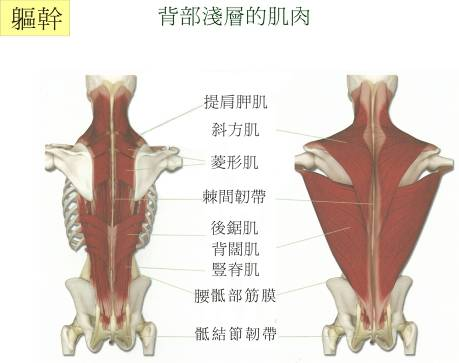 軀幹
背部淺層的肌肉
提肩胛肌
斜方肌
菱形肌
棘間韌帶
後鋸肌
背闊肌
豎脊肌
腰骶部筋膜
骶結節韌帶